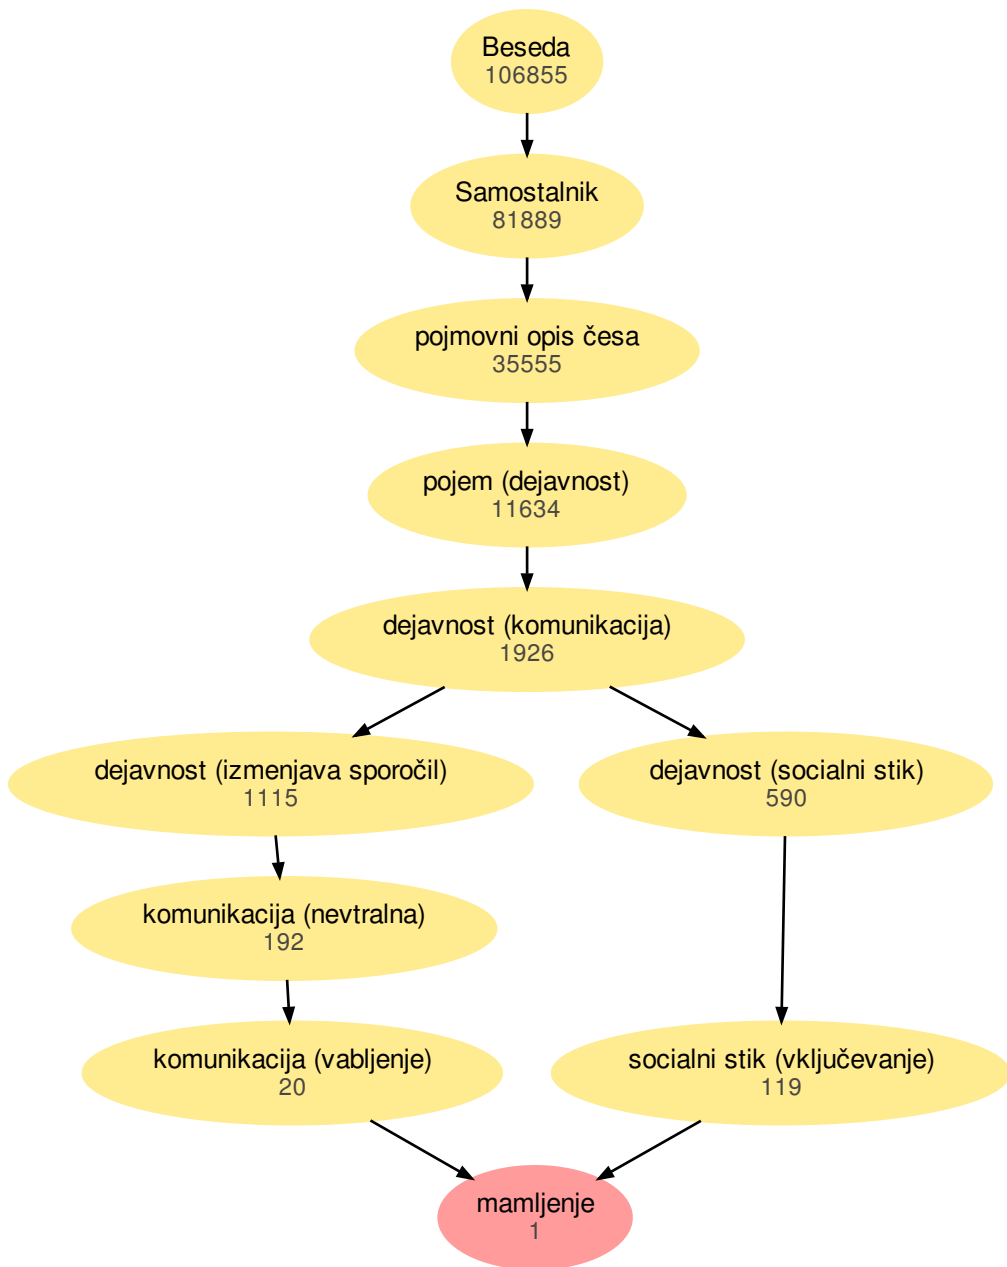 Beseda
106855
Samostalnik
81889
pojmovni opis česa
35555
pojem (dejavnost)
11634
dejavnost (komunikacija)
1926
dejavnost (izmenjava sporočil)
1115
dejavnost (socialni stik)
590
komunikacija (nevtralna)
192
komunikacija (vabljenje)
20
socialni stik (vključevanje)
119
mamljenje
1